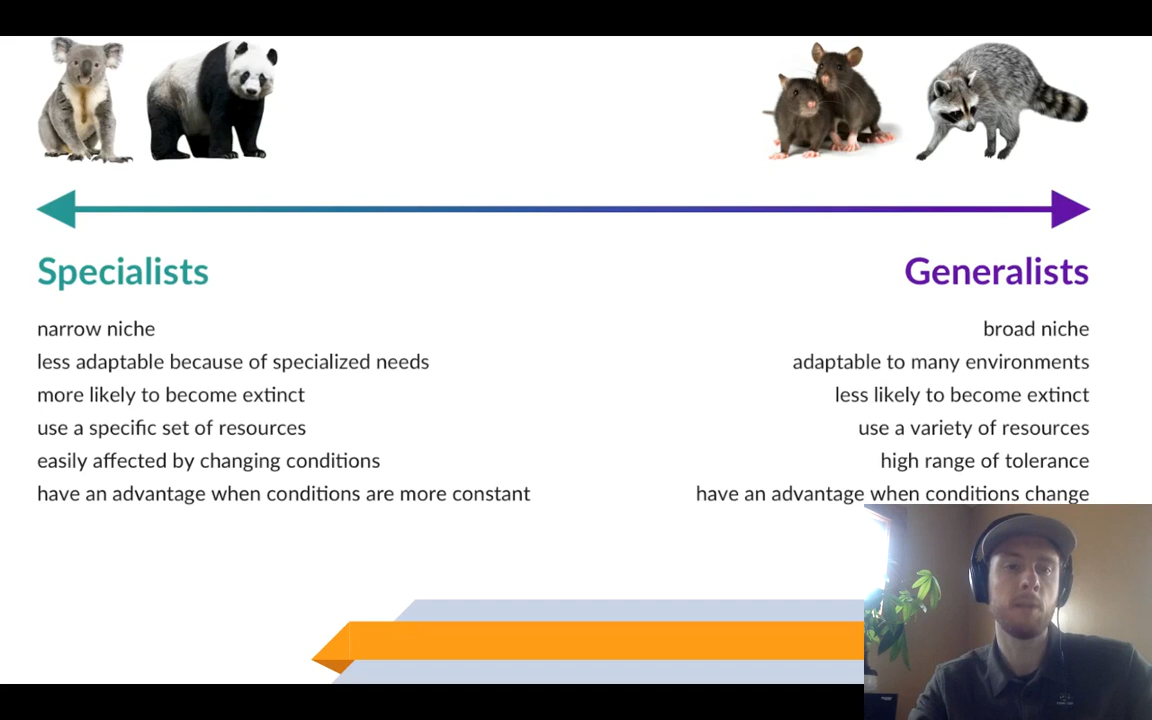 Specialists
narrow niche
less adaptable because of specialized needs
more likely to become extinct
use a specific set of resources
easily affected by changing conditions
have an advantage when conditions are more constant
Generalists
broad niche
adaptable to many environments
less likely to become extinct
use a variety of resources
high range of tolerance
have an advantage when conditions change